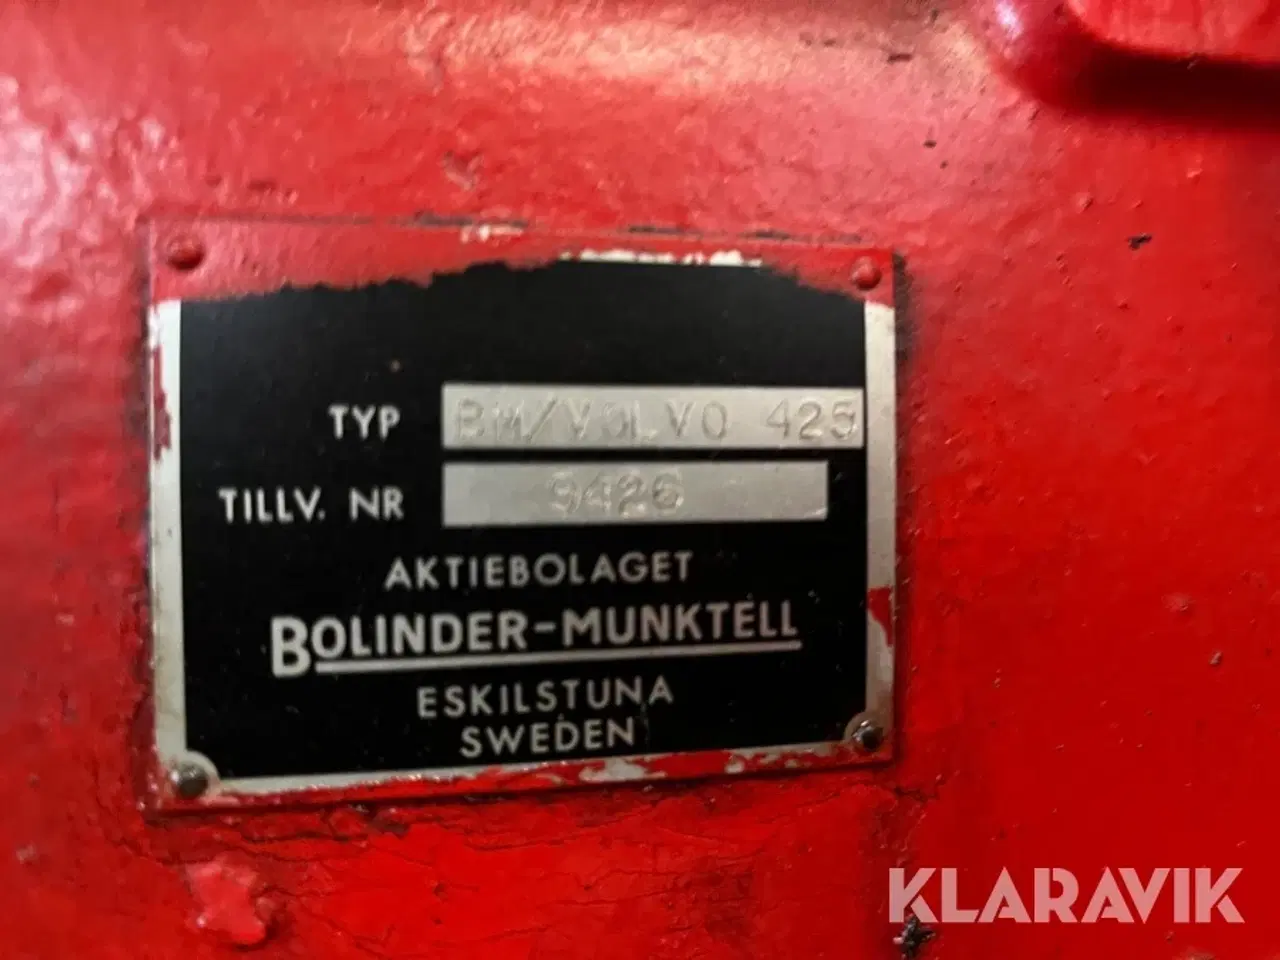 TYP BM/VOLVO 425
TILLV. NR 9426
AKTIEBOLAGET
BOLINDER-MUNKTELL
ESKILSTUNA
SWEDEN
KLARAVIK